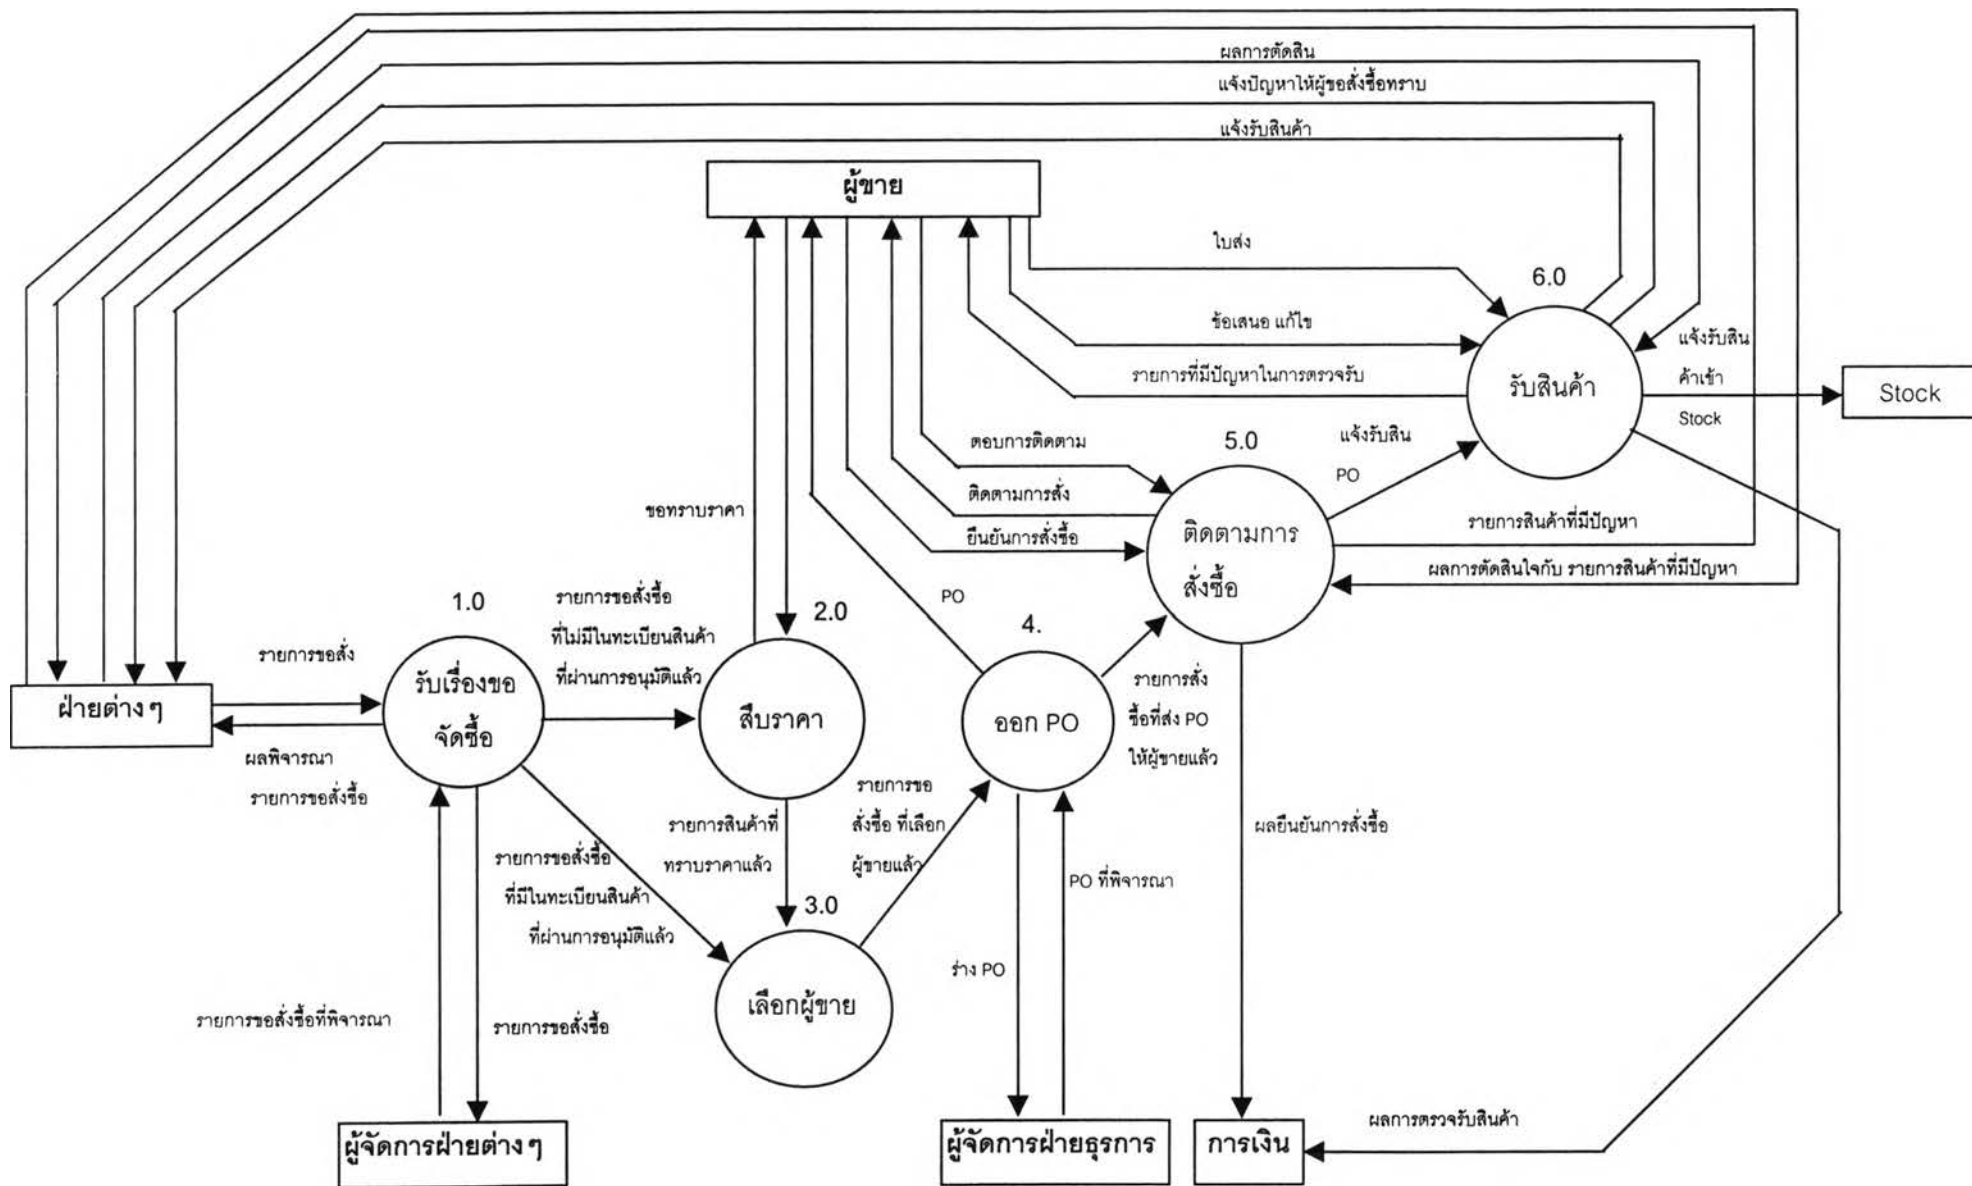 ผลการตัดสิน
แจ้งปัญหาให้ผู้ขอสั่งซื้อทราบ
แจ้งรับสินค้า
ผู้ขาย
ใบส่ง
6.0
ข้อเสนอ แก้ไข
แจ้งรับสิน
รายการที่มีปัญหาในการตรวจรับ
รับสินค้า
ค้าเข้า
Stock
Stock
ตอบการติดตาม
5.0
แจ้งรับสิน
PO
ติดตามการสั่ง
ขอทราบราคา
ยืนยันการสั่งซื้อ
ติดตามการ
สั่งซื้อ
รายการสินค้าที่มีปัญหา
ผลการตัดสินใจกับ รายการสินค้าที่มีปัญหา
1.0
รายการขอสั่งซื้อ
ที่ไม่มีในทะเบียนสินค้า
ที่ผ่านการอนุมัติแล้ว
2.0
PO
4.
รายการขอสั่ง
รับเรื่องขอ
จัดซื้อ
ฝ่ายต่างๆ
สืบราคา
ออก PO
รายการสั่ง
ซื้อที่ส่ง PO
ให้ผู้ขายแล้ว
ผลพิจารณา
รายการขอสั่งซื้อ
รายการขอ
สั่งซื้อ ที่เลือก
ผู้ขายแล้ว
รายการสินค้าที่
ทราบราคาแล้ว
ผลยืนยันการสั่งซื้อ
รายการขอสั่งซื้อ
ที่มีในทะเบียนสินค้า
ที่ผ่านการอนุมัติแล้ว
PO ที่พิจารณา
3.0
ร่าง PO
เลือกผู้ขาย
รายการขอสั่งซื้อที่พิจารณา
รายการขอสั่งซื้อ
ผลการตรวจรับสินค้า
ผู้จัดการฝ่ายต่างๆ
ผู้จัดการฝ่ายธุรการ
การเงิน